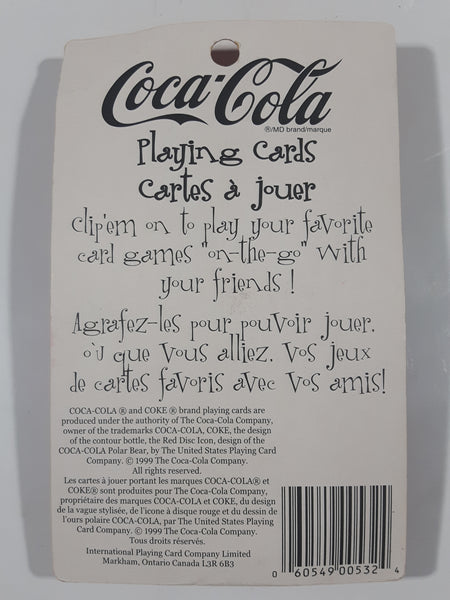 Coca-Cola
®/MD brand/marque
Playing Cards
Cartes à jouer
Clip'em on to play your favorite
card games "on-the-go" with
your friends !
Agrafez-les pour pouvoir jouer.
où que vous alliez. Vos jeux
de cartes favoris avec vos amis!
COCA-COLA ® and COKE ® brand playing cards are
produced under the authority of The Coca-Cola Company,
owner of the trademarks COCA-COLA, COKE, the design
of the contour bottle, the Red Disc Icon, design of the
COCA-COLA Polar Bear, by The United States Playing Card
Company. © 1999 The Coca-Cola Company.
All rights reserved.
Les cartes à jouer portant les marques COCA-COLA® et
COKE® sont produites pour The Coca-Cola Company,
propriétaire des marques COCA-COLA et COKE, du design
de la vague stylisée, de l'icone à disque rouge et du dessin de
l'ours polaire COCA-COLA, par The United States Playing
Card Company. © 1999 The Coca-Cola Company.
Tous droits réservés.
International Playing Card Company Limited
Markham, Ontario Canada L3R 6B3
0 60549 00532 4